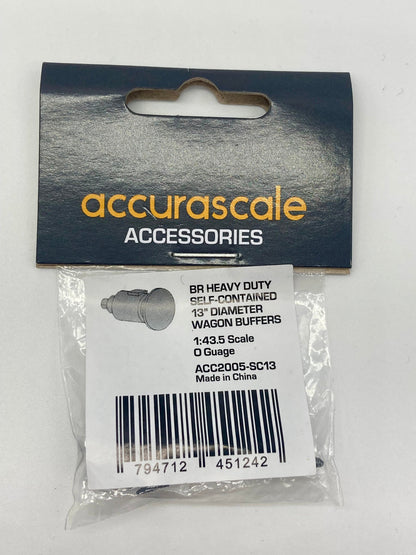 accurascale
ACCESSORIES
BR HEAVY DUTY
SELF-CONTAINED
13" DIAMETER
WAGON BUFFERS
1:43.5 Scale
O Guage
ACC2005-SC13
Made in China
794712 451242